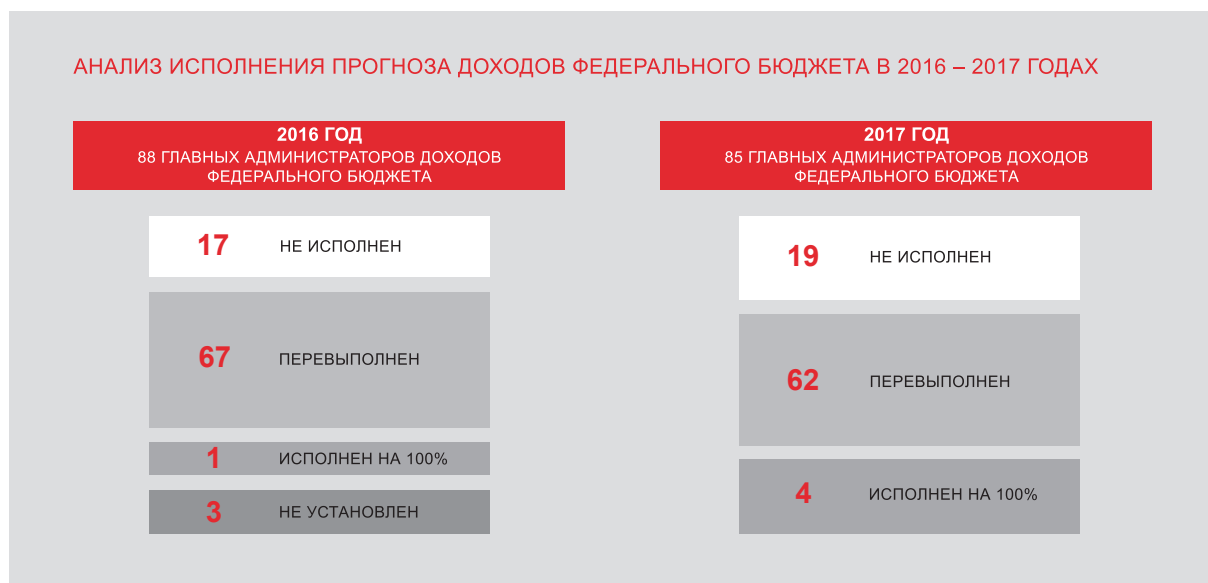 АНАЛИЗ ИСПОЛНЕНИЯ ПРОГНОЗА ДОХОДОВ ФЕДЕРАЛЬНОГО БЮДЖЕТА В 2016 – 2017 ГОДАХ
2016 ГОД
88 ГЛАВНЫХ АДМИНИСТРАТОРОВ ДОХОДОВ
ФЕДЕРАЛЬНОГО БЮДЖЕТА
17 НЕ ИСПОЛНЕН
67 ПЕРЕВЫПОЛНЕН
1 ИСПОЛНЕН НА 100%
3 НЕ УСТАНОВЛЕН
2017 ГОД
85 ГЛАВНЫХ АДМИНИСТРАТОРОВ ДОХОДОВ
ФЕДЕРАЛЬНОГО БЮДЖЕТА
19 НЕ ИСПОЛНЕН
62 ПЕРЕВЫПОЛНЕН
4 ИСПОЛНЕН НА 100%